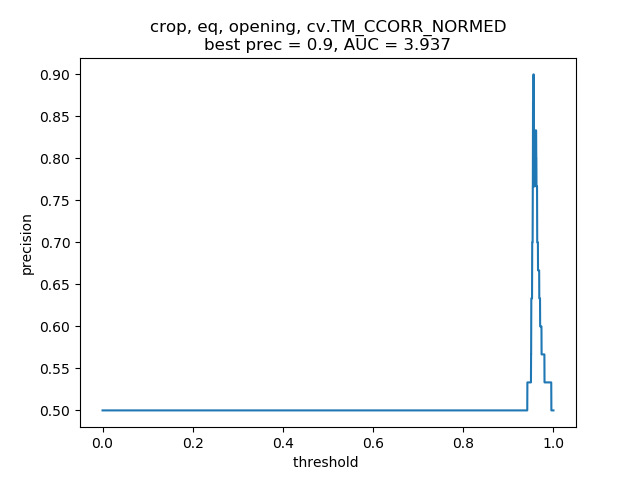 crop, eq, opening, cv.TM_CCORR_NORMED
best prec = 0.9, AUC = 3.937
0.90
0.85
0.80
0.75
0.70
0.65
0.60
0.55
0.50
precision
0.0 0.2 0.4 0.6 0.8 1.0
threshold